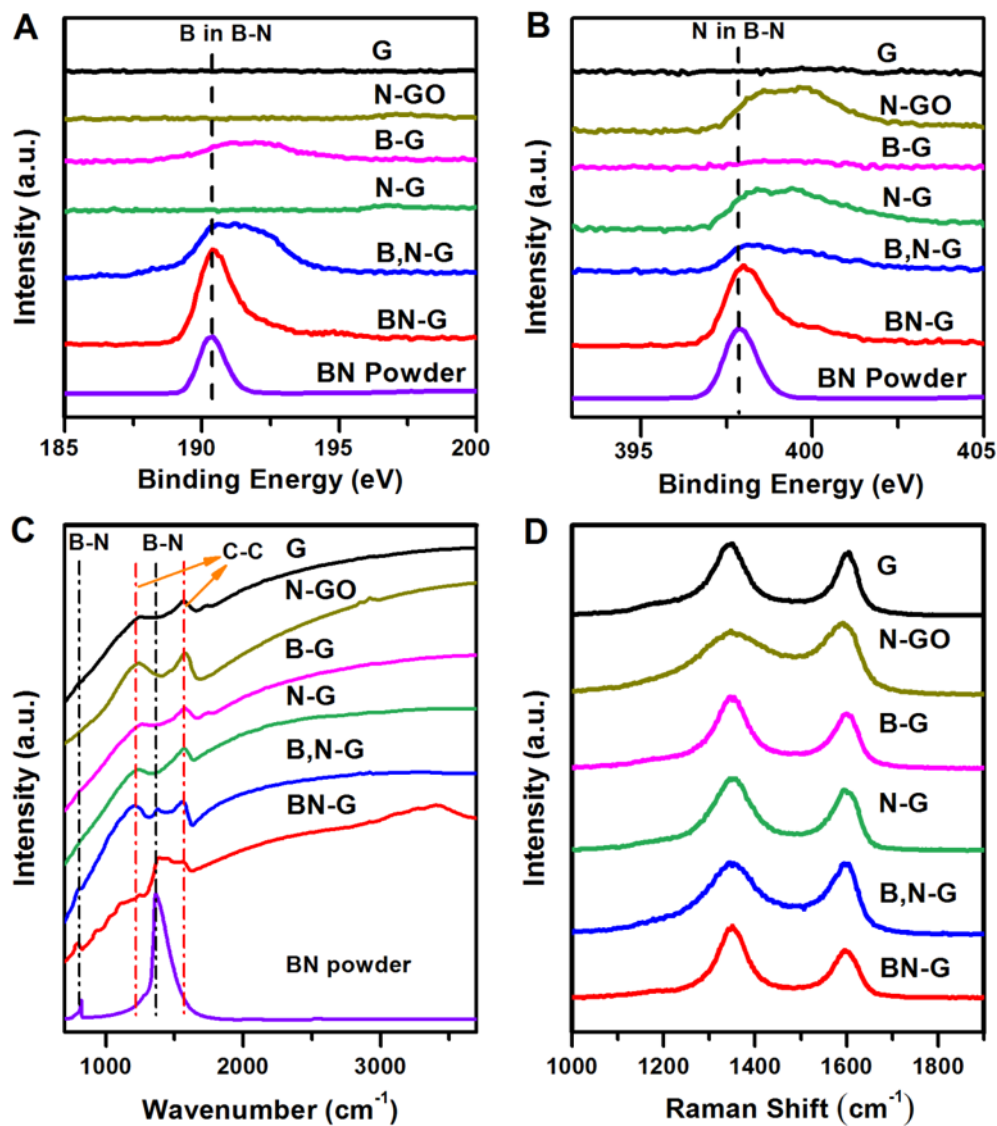 A
B in B-N
G
N-GO
B-G
N-G
B,N-G
BN-G
BN Powder
185 190 195 200
Binding Energy (eV)
Intensity (a.u.)
B
N in B-N
G
N-GO
B-G
N-G
B,N-G
BN-G
BN Powder
395 400 405
Binding Energy (eV)
Intensity (a.u.)
C
B-N B-N
C-C
G
N-GO
B-G
N-G
B,N-G
BN-G
BN powder
1000 2000 3000
Wavenumber (cm⁻¹)
Intensity (a.u.)
D
G
N-GO
B-G
N-G
B,N-G
BN-G
1000 1200 1400 1600 1800
Raman Shift (cm⁻¹)
Intensity (a.u.)